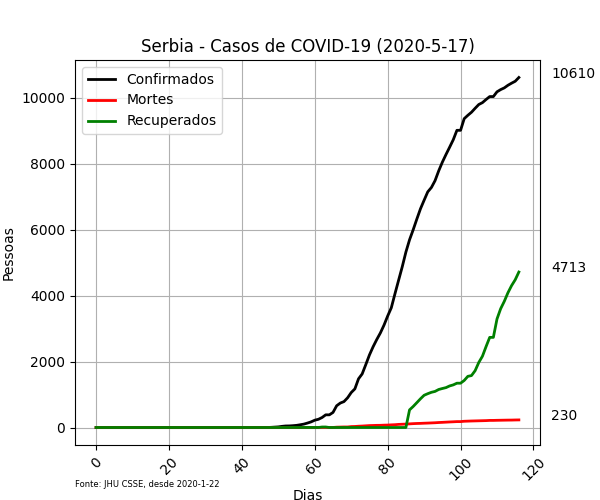 Serbia - Casos de COVID-19 (2020-5-17)
Confirmados
Mortes
Recuperados
10610
4713
230
Pessoas
10000
8000
6000
4000
2000
0
0 20 40 60 80 100 120
Dias
Fonte: JHU CSSE, desde 2020-1-22